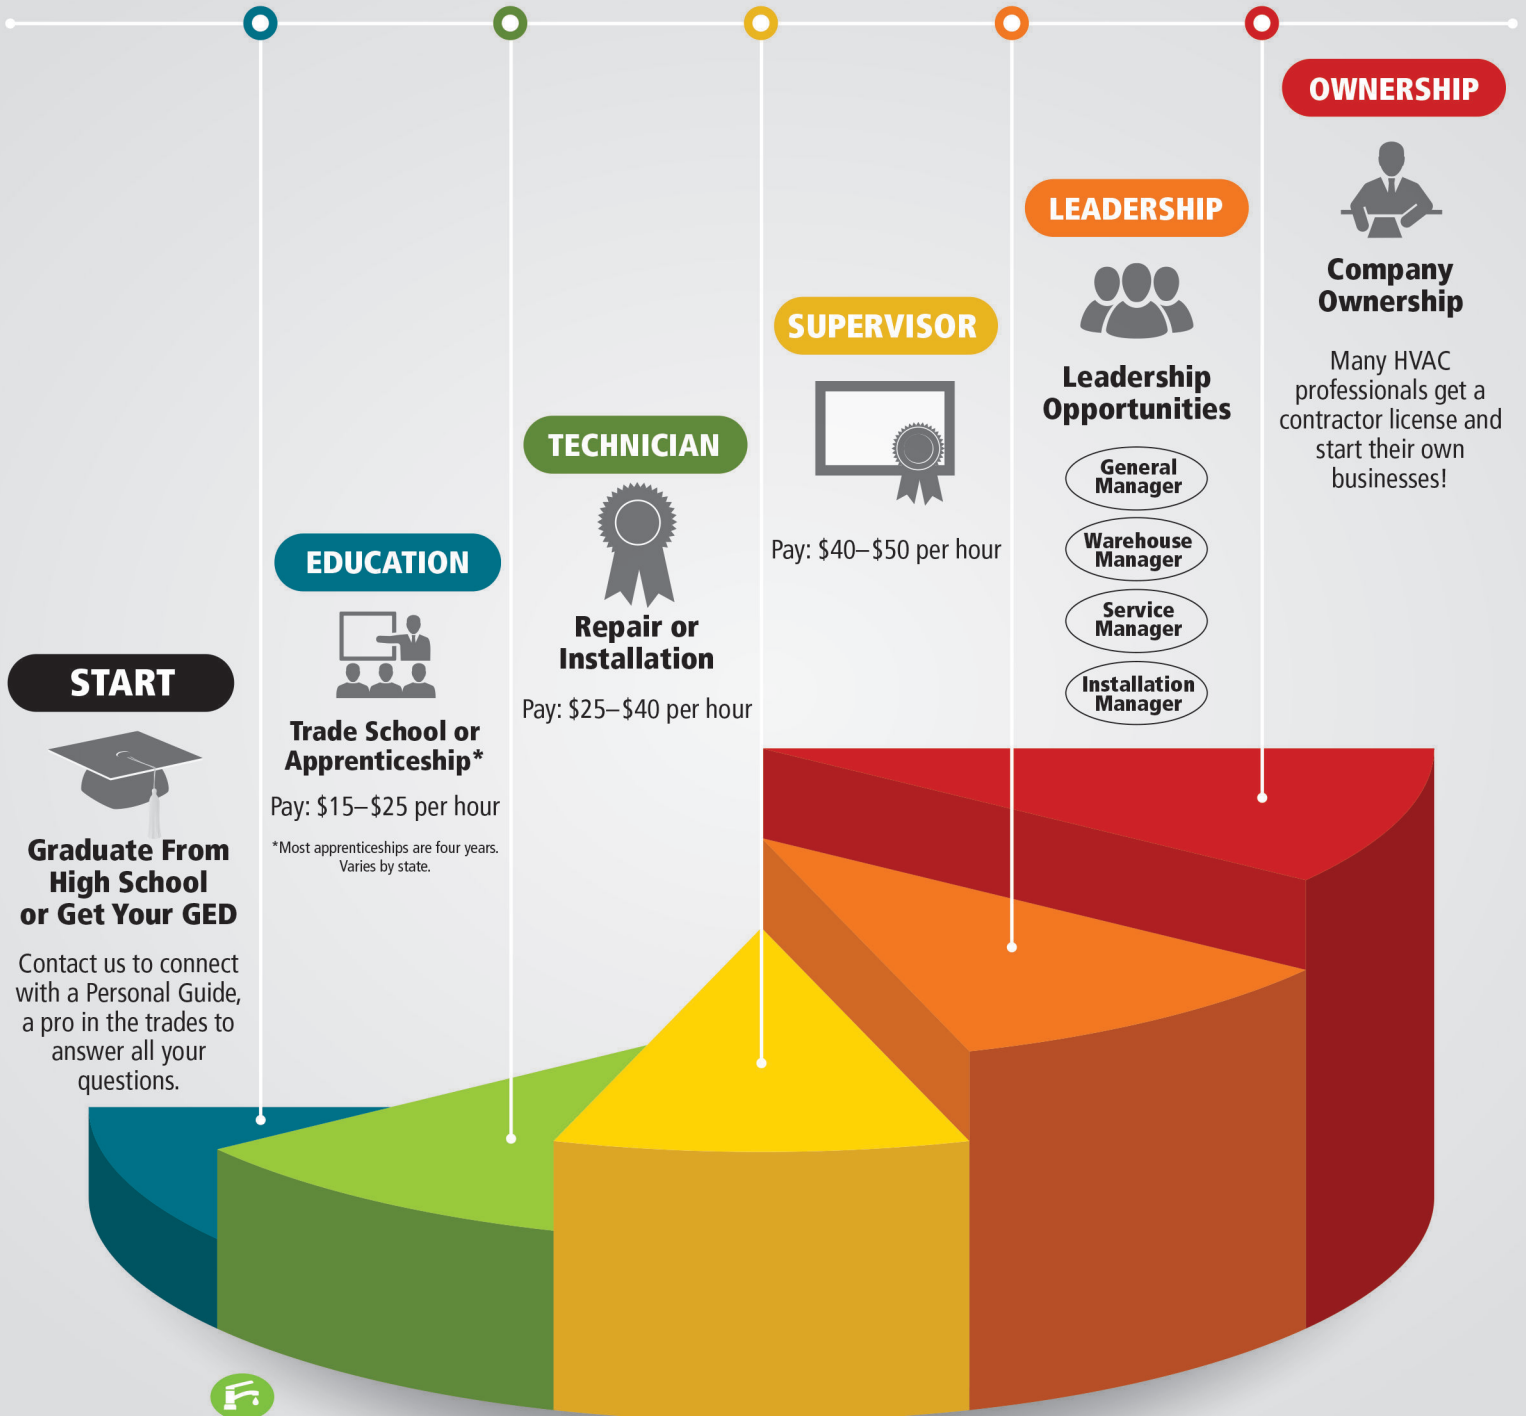 START
Graduate From
High School
or Get Your GED
Contact us to connect
with a Personal Guide,
a pro in the trades to
answer all your
questions.
EDUCATION
Trade School or
Apprenticeship*
Pay: $15–$25 per hour
*Most apprenticeships are four years.
Varies by state.
TECHNICIAN
Repair or
Installation
Pay: $25–$40 per hour
SUPERVISOR
Pay: $40–$50 per hour
LEADERSHIP
Leadership
Opportunities
General
Manager
Warehouse
Manager
Service
Manager
Installation
Manager
OWNERSHIP
Company
Ownership
Many HVAC
professionals get a
contractor license and
start their own
businesses!